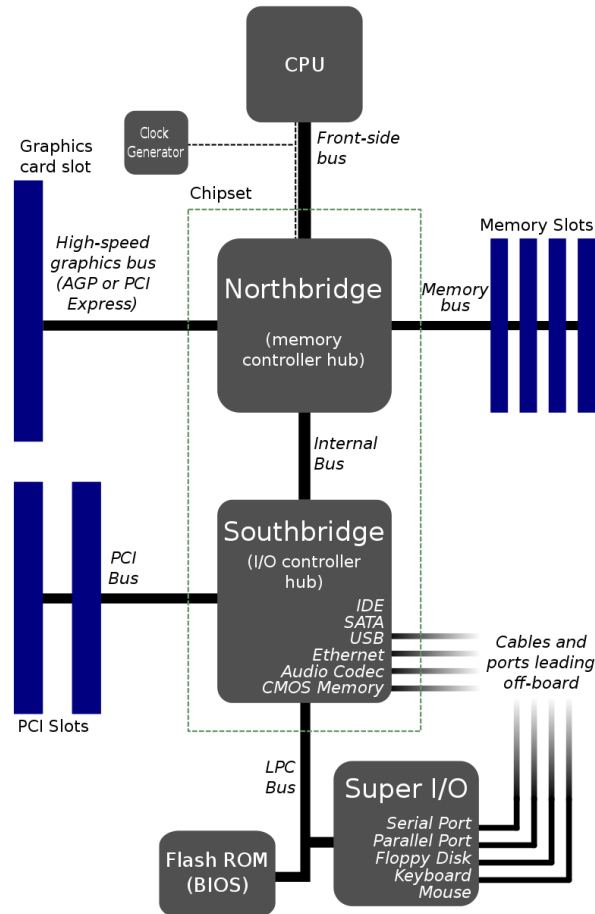 CPU
Clock
Generator
Front-side
bus
Graphics
card slot
Chipset
High-speed
graphics bus
(AGP or PCI
Express)
Northbridge
(memory
controller hub)
Memory Slots
Memory
bus
Internal
Bus
Southbridge
(I/O controller
hub)
IDE
SATA
USB
Ethernet
Audio Codec
CMOS Memory
PCI
Bus
PCI Slots
Cables and
ports leading
off-board
LPC
Bus
Super I/O
Serial Port
Parallel Port
Floppy Disk
Keyboard
Mouse
Flash ROM
(BIOS)